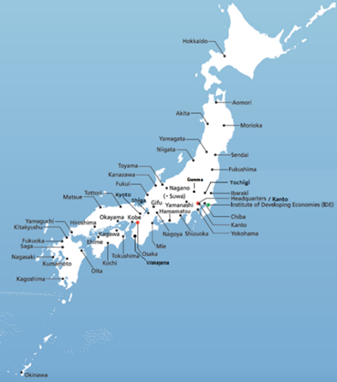 Hokkaido
Aomori
Akita
Morioka
Yamagata
Sendai
Niigata
Fukushima
Toyama
Kanazawa
Gunma
Tochigi
Fukui
Nagano
(・Suwa)
Ibaraki
Tottori
Kyoto
Shiga
Gifu
Yamanashi
Headquarters / Kanto
Institute of Developing Economies (IDE)
Matsue
Hamamatsu
Okayama
Kobe
Chiba
Yamaguchi
Hiroshima
Kanto
Kitakyushu
Kagawa
Nagoya
Shizuoka
Yokohama
Fukuoka
Ehime
Mie
Saga
Osaka
Nagasaki
Tokushima
Kumamoto
Kochi
Wakayama
Oita
Kagoshima
Okinawa